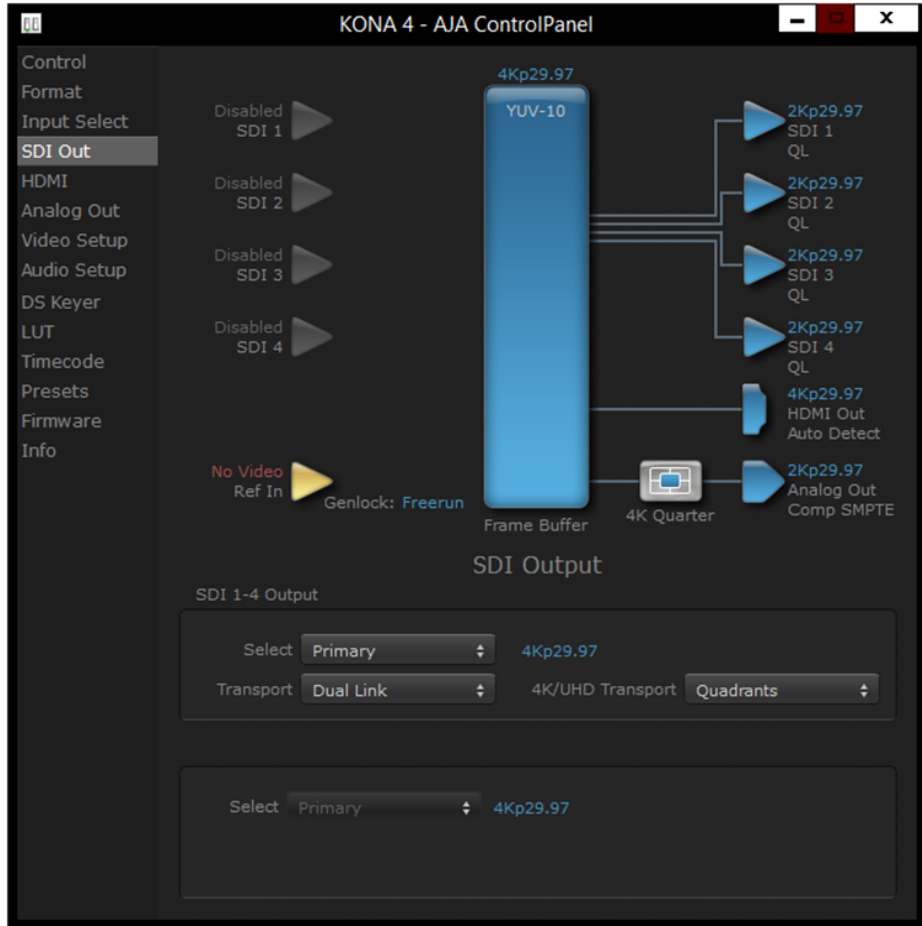 KONA 4 - AJA ControlPanel
Control
Format
Input Select
SDI Out
HDMI
Analog Out
Video Setup
Audio Setup
DS Keyer
LUT
Timecode
Presets
Firmware
Info
Disabled
SDI 1
Disabled
SDI 2
Disabled
SDI 3
Disabled
SDI 4
No Video
Ref In
Genlock: Freerun
4Kp29.97
YUV-10
Frame Buffer
4K Quarter
2Kp29.97
SDI 1
QL
2Kp29.97
SDI 2
QL
2Kp29.97
SDI 3
QL
2Kp29.97
SDI 4
QL
4Kp29.97
HDMI Out
Auto Detect
2Kp29.97
Analog Out
Comp SMPTE
SDI Output
SDI 1-4 Output
Select Primary 4Kp29.97
Transport Dual Link 4K/UHD Transport Quadrants
Select Primary 4Kp29.97